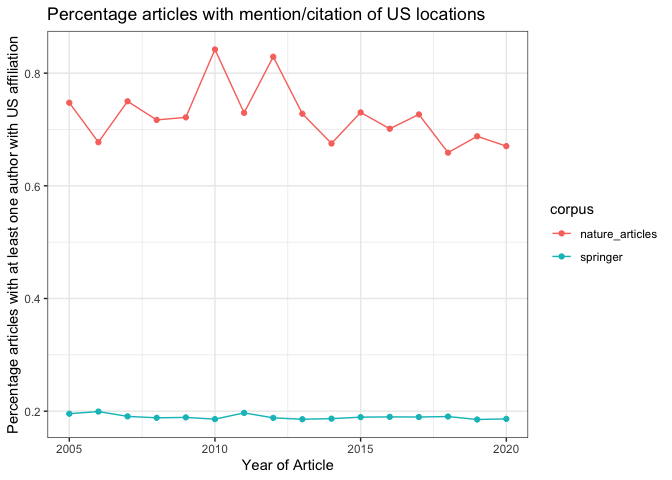 Percentage articles with mention/citation of US locations
Percentage articles with at least one author with US affiliation
0.8
0.6
0.4
0.2
2005
2010
2015
2020
Year of Article
corpus
nature_articles
springer